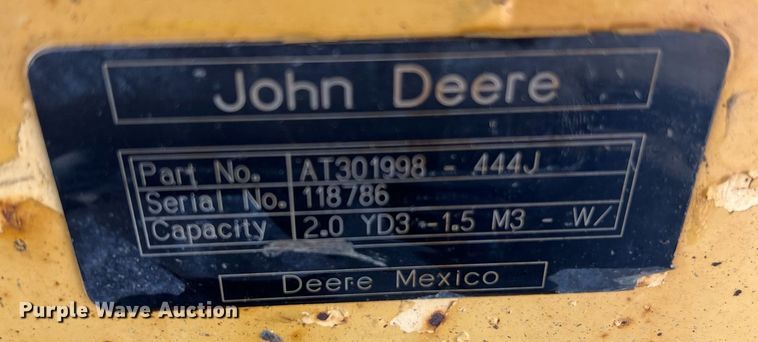 John Deere
Part No. AT301998 - 444J
Serial No. 118786
Capacity 2.0 YD3 -1.5 M3 - W/
Deere Mexico
Purple Wave Auction